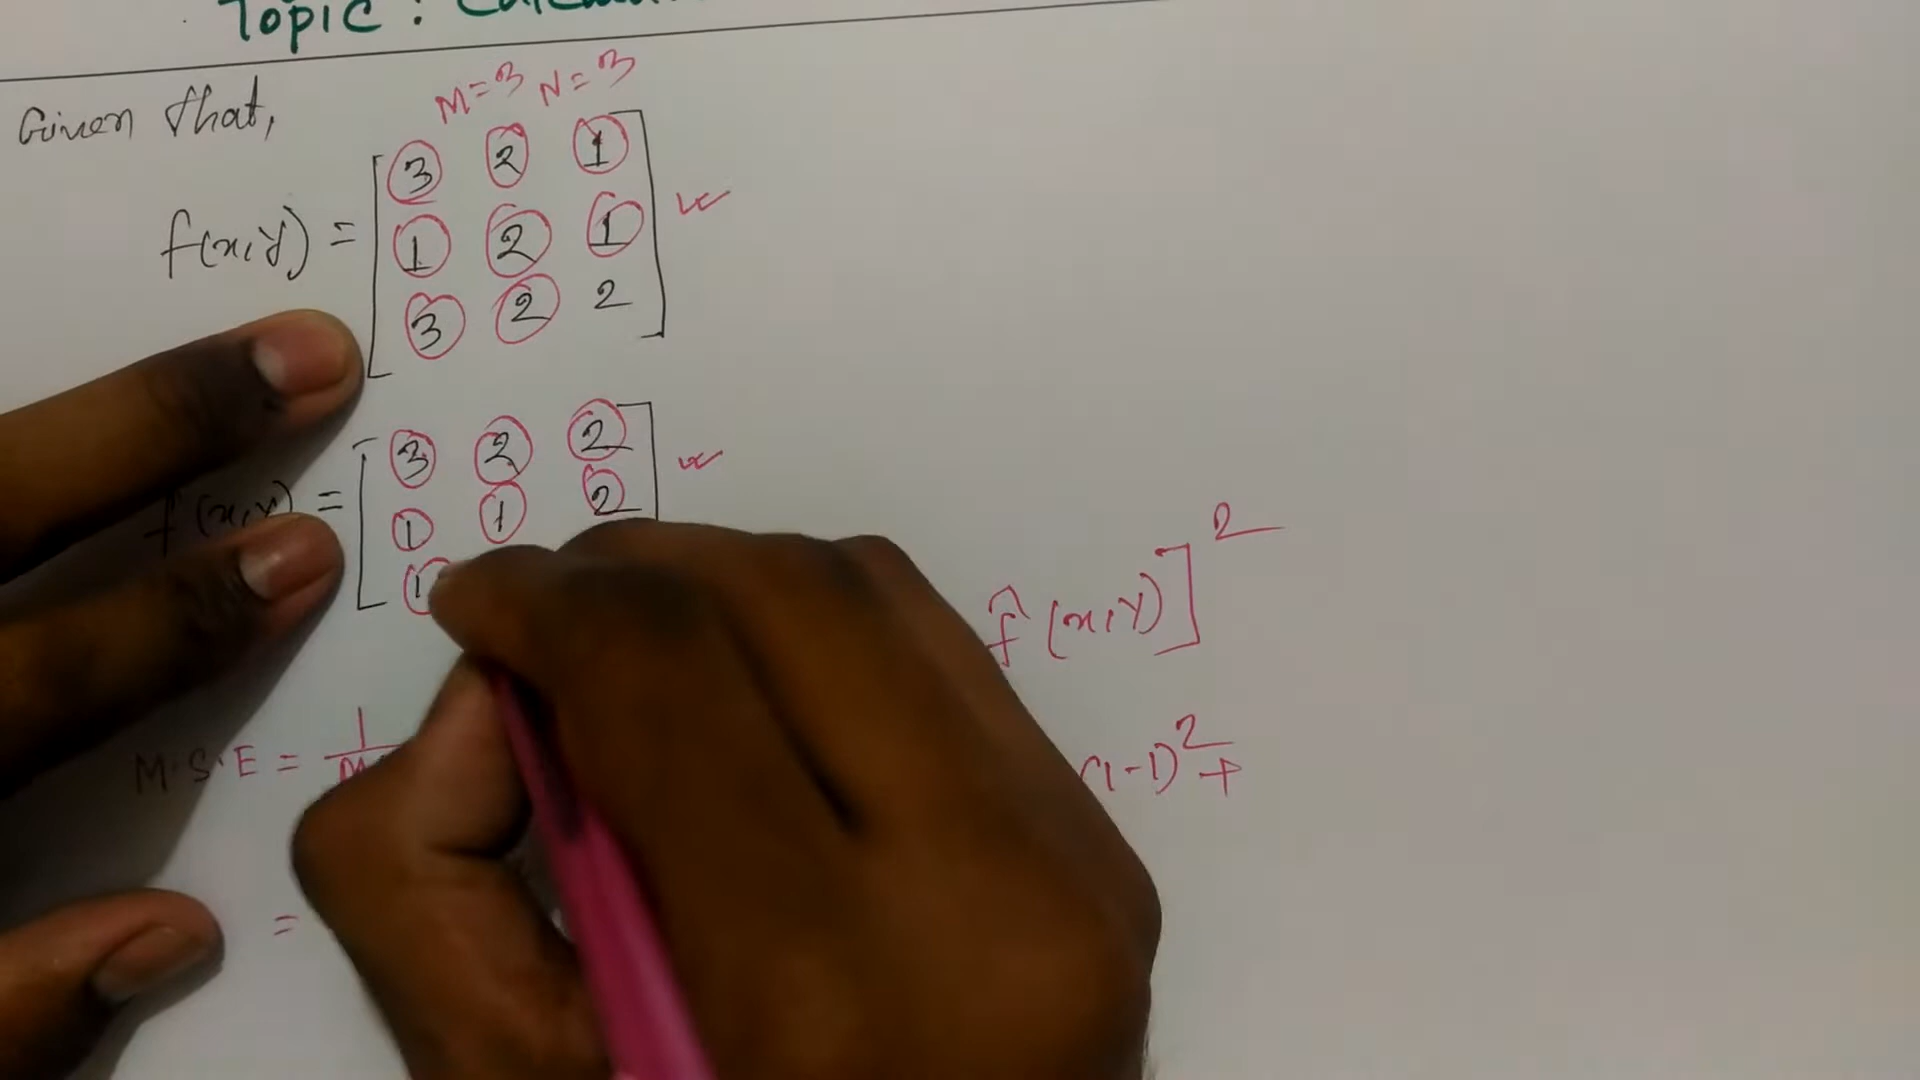 Topic :
Given that,
M=3 N=3
3 2 1
f(x,y) = 1 2 1
3 2 2
3 2 2
f (x,y) = 1 1 2
1
2
f̂ (x,y)]
M.S.E = 1
(1-1)² +
=